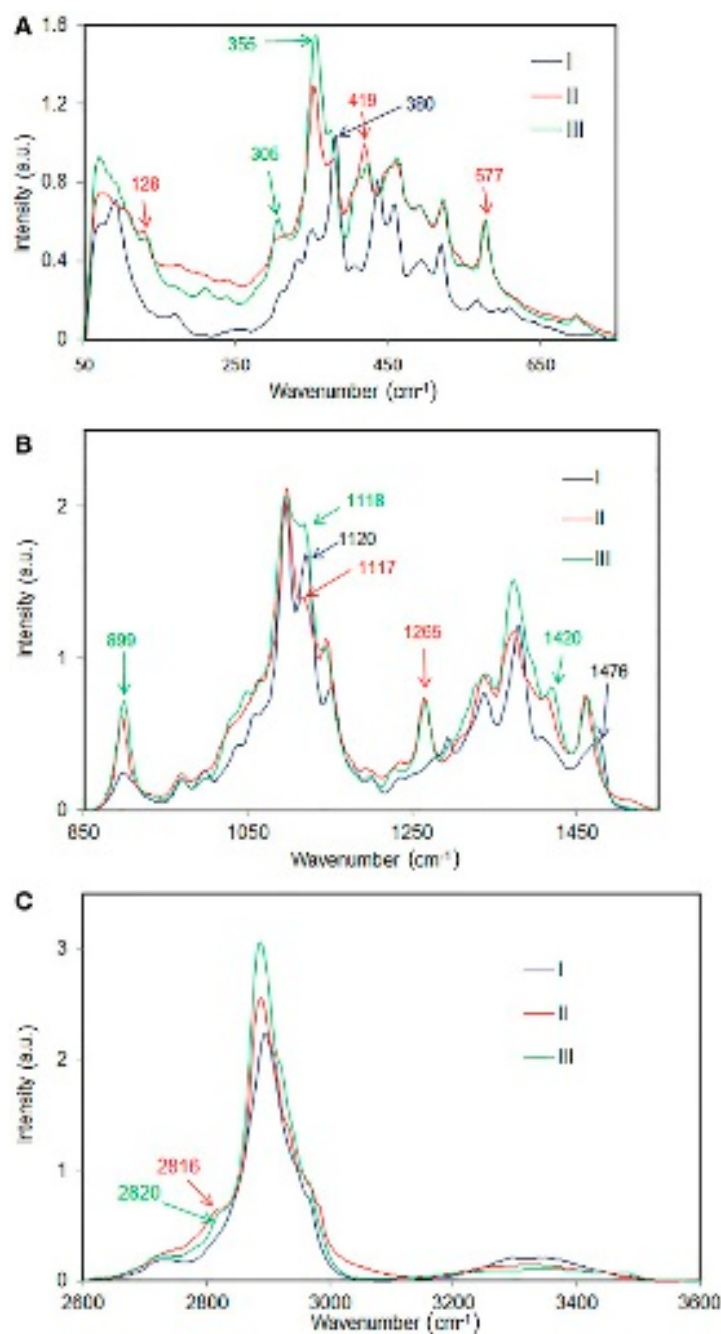 A
1.6
355
I
380
419
II
1.2
III
Intensity (a.u.)
305
128
577
0.8
0.4
0
50
250
450
650
Wavenumber (cm-1)
B
2
1118
I
1120
II
1117
III
Intensity (a.u.)
899
1265
1420
1476
1
0
850
1050
1250
1450
Wavenumber (cm-1)
C
3
I
II
III
Intensity (a.u.)
2
2816
2820
1
0
2600
2800
3000
3200
3400
3600
Wavenumber (cm-1)